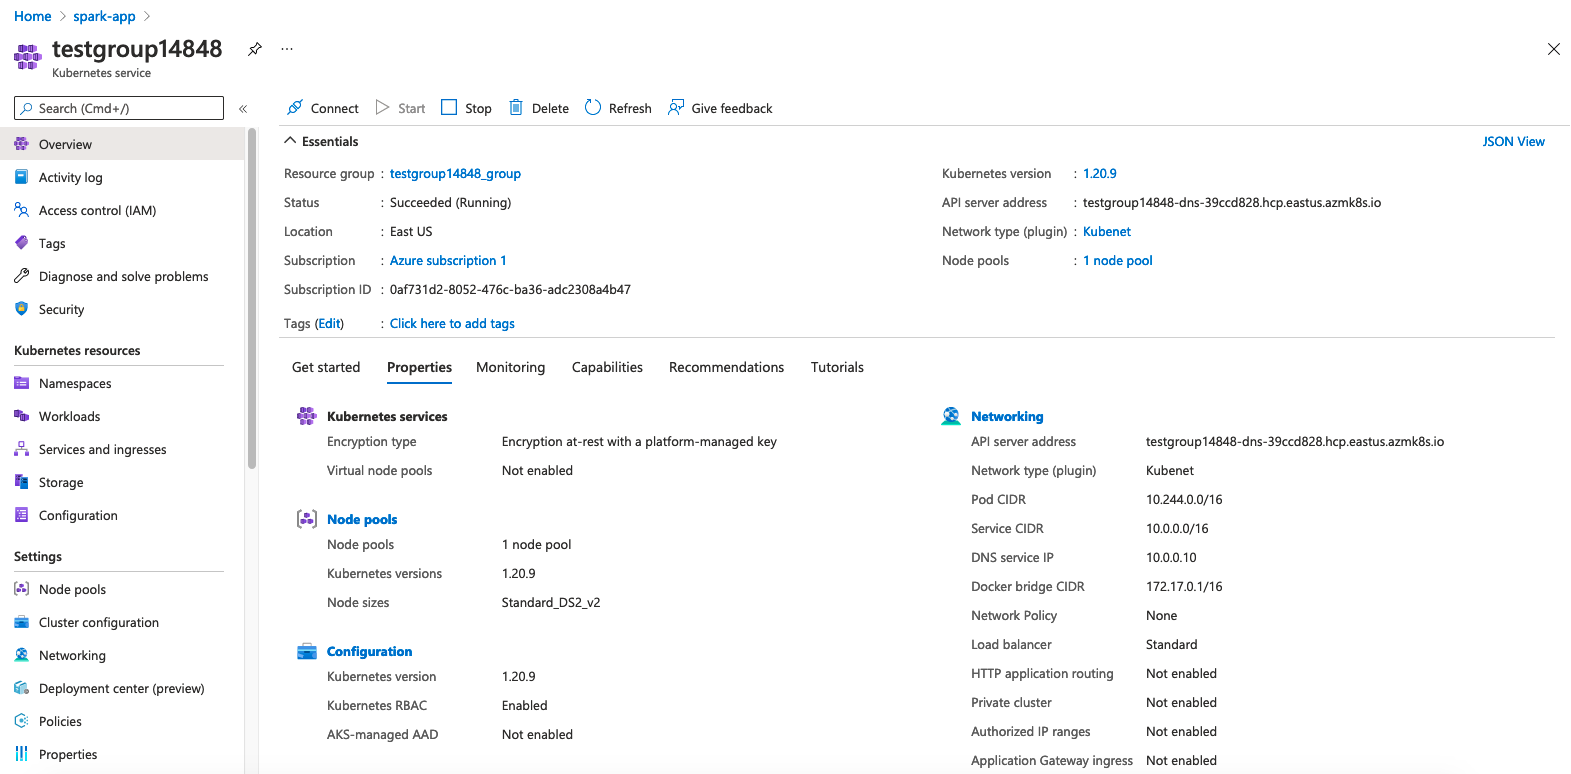 Home > spark-app >
testgroup14848
...
Kubernetes service
Search (Cmd+/)
«
Overview
Activity log
Access control (IAM)
Tags
Diagnose and solve problems
Security
Kubernetes resources
Namespaces
Workloads
Services and ingresses
Storage
Configuration
Settings
Node pools
Cluster configuration
Networking
Deployment center (preview)
Policies
Properties
Connect Start Stop Delete Refresh Give feedback
Essentials
JSON View
Resource group : testgroup14848_group
Status : Succeeded (Running)
Location : East US
Subscription : Azure subscription 1
Subscription ID : 0af731d2-8052-476c-ba36-adc2308a4b47
Tags (Edit) : Click here to add tags
Kubernetes version : 1.20.9
API server address : testgroup14848-dns-39ccd828.hcp.eastus.azmk8s.io
Network type (plugin) : Kubenet
Node pools : 1 node pool
Get started Properties Monitoring Capabilities Recommendations Tutorials
Kubernetes services
Encryption type Encryption at-rest with a platform-managed key
Virtual node pools Not enabled
Node pools
Node pools 1 node pool
Kubernetes versions 1.20.9
Node sizes Standard_DS2_v2
Configuration
Kubernetes version 1.20.9
Kubernetes RBAC Enabled
AKS-managed AAD Not enabled
Networking
API server address testgroup14848-dns-39ccd828.hcp.eastus.azmk8s.io
Network type (plugin) Kubenet
Pod CIDR 10.244.0.0/16
Service CIDR 10.0.0.0/16
DNS service IP 10.0.0.10
Docker bridge CIDR 172.17.0.1/16
Network Policy None
Load balancer Standard
HTTP application routing Not enabled
Private cluster Not enabled
Authorized IP ranges Not enabled
Application Gateway ingress Not enabled